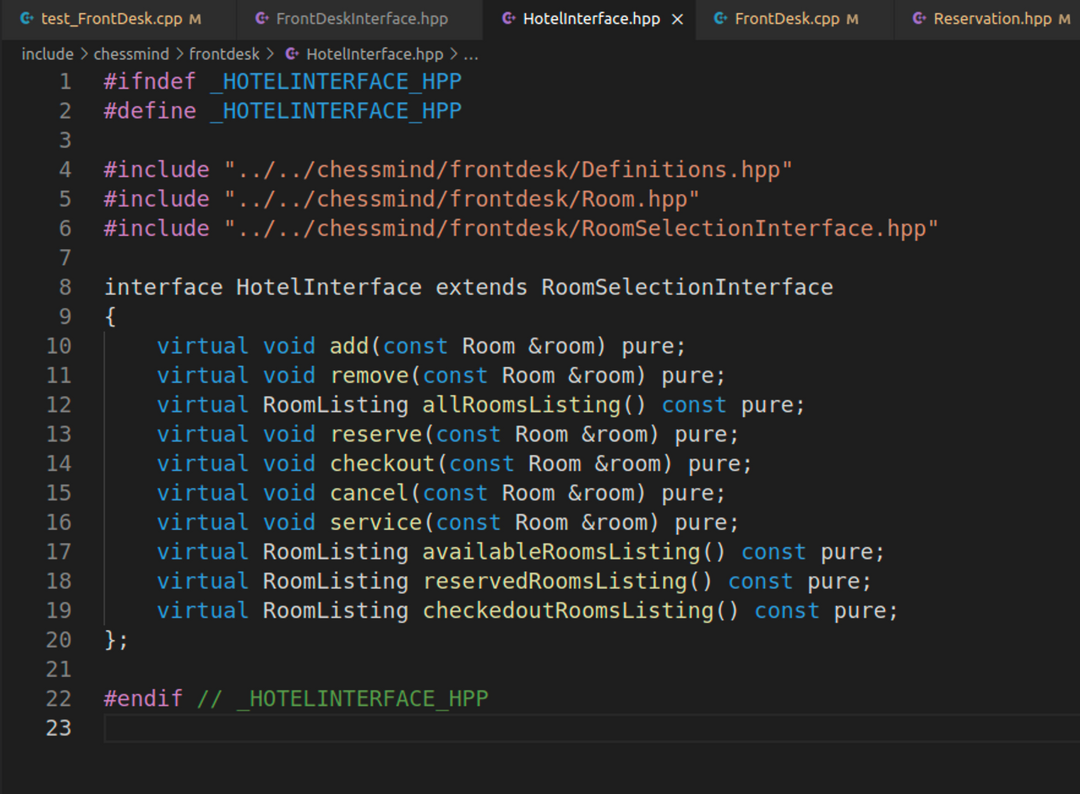 test_FrontDesk.cpp M FrontDeskInterface.hpp HotelInterface.hpp × FrontDesk.cpp M Reservation.hpp M
include > chessmind > frontdesk > HotelInterface.hpp > ...
1 #ifndef _HOTELINTERFACE_HPP
2 #define _HOTELINTERFACE_HPP
3
4 #include "../../chessmind/frontdesk/Definitions.hpp"
5 #include "../../chessmind/frontdesk/Room.hpp"
6 #include "../../chessmind/frontdesk/RoomSelectionInterface.hpp"
7
8 interface HotelInterface extends RoomSelectionInterface
9 {
10 virtual void add(const Room &room) pure;
11 virtual void remove(const Room &room) pure;
12 virtual RoomListing allRoomsListing() const pure;
13 virtual void reserve(const Room &room) pure;
14 virtual void checkout(const Room &room) pure;
15 virtual void cancel(const Room &room) pure;
16 virtual void service(const Room &room) pure;
17 virtual RoomListing availableRoomsListing() const pure;
18 virtual RoomListing reservedRoomsListing() const pure;
19 virtual RoomListing checkedoutRoomsListing() const pure;
20 };
21
22 #endif // _HOTELINTERFACE_HPP
23